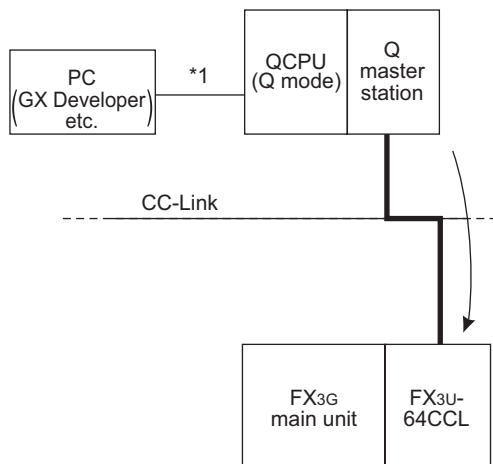 PC
(GX Developer
etc.)
*1
QCPU
(Q mode)
Q
master
station
CC-Link
FX3G
main unit
FX3U-
64CCL